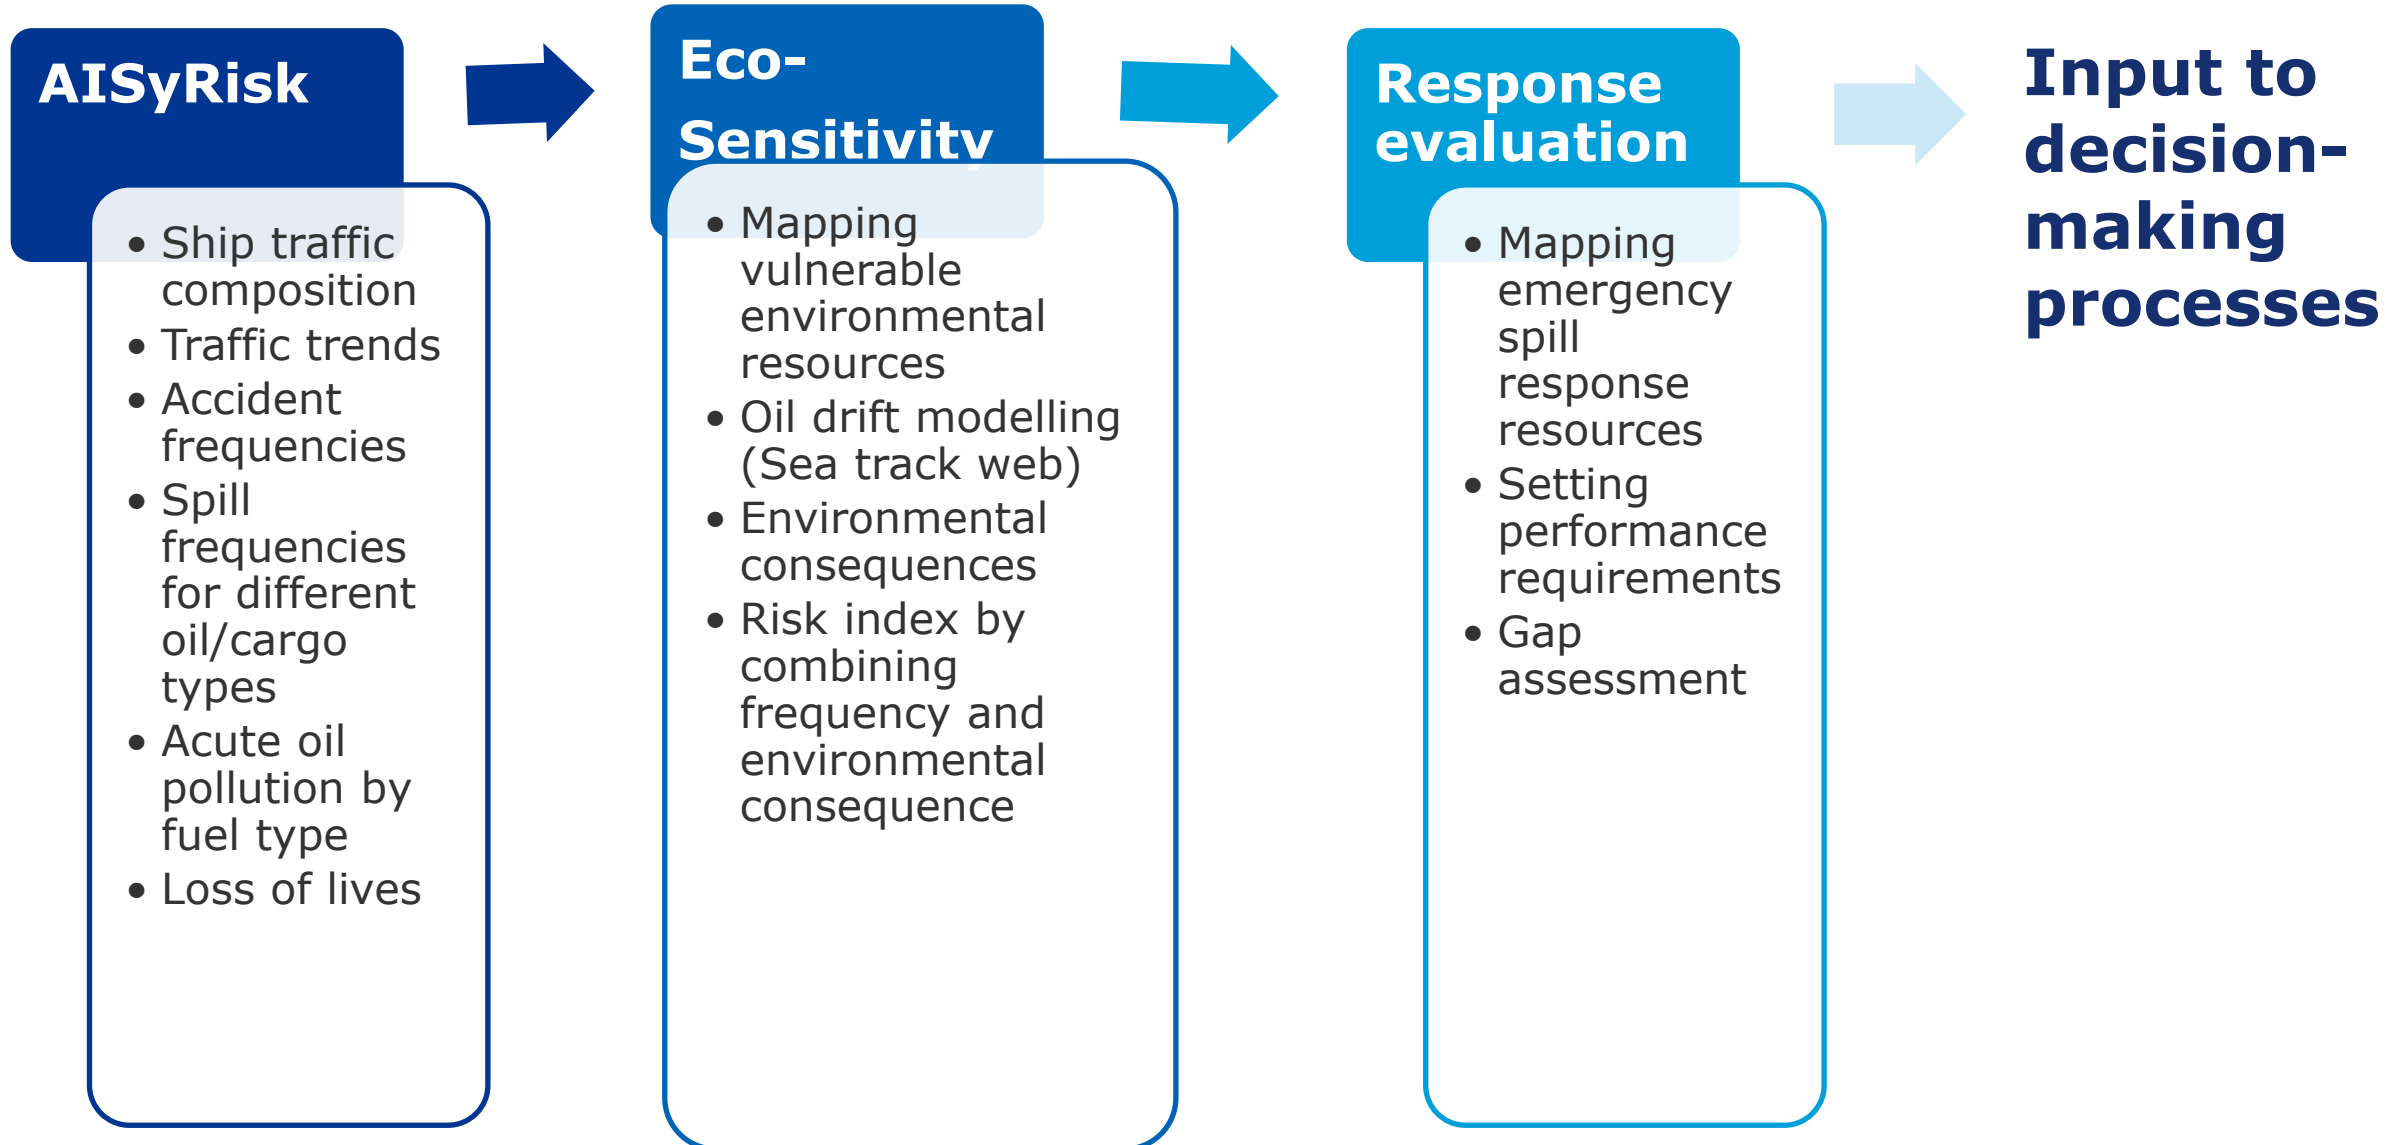 AISyRisk
• Ship traffic
composition
• Traffic trends
• Accident
frequencies
• Spill
frequencies
for different
oil/cargo
types
• Acute oil
pollution by
fuel type
• Loss of lives
Eco-
Sensitivity
• Mapping
vulnerable
environmental
resources
• Oil drift modelling
(Sea track web)
• Environmental
consequences
• Risk index by
combining
frequency and
environmental
consequence
Response
evaluation
• Mapping
emergency
spill
response
resources
• Setting
performance
requirements
• Gap
assessment
Input to
decision-
making
processes